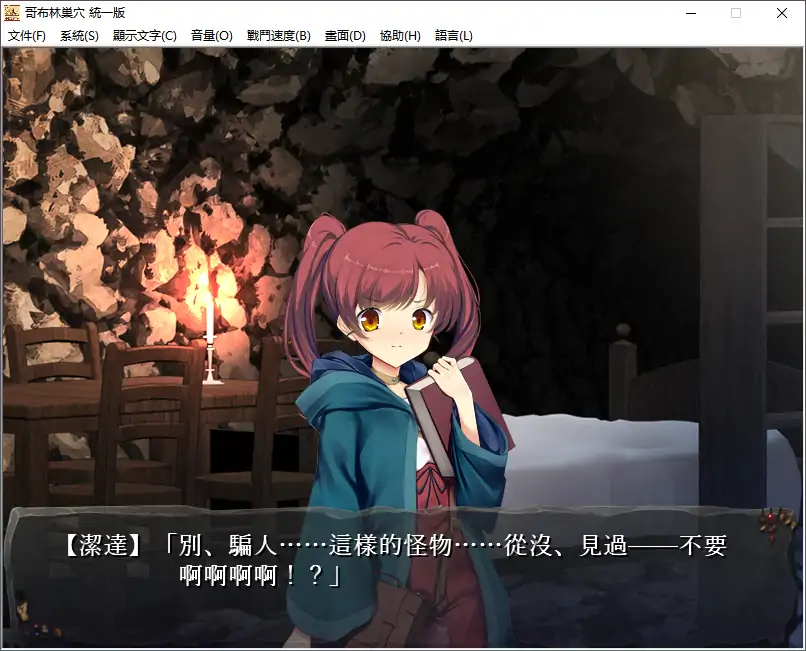 哥布林巢穴 統一版
文件(F) 系統(S) 顯示文字(C) 音量(O) 戰鬥速度(B) 畫面(D) 協助(H) 語言(L)
【潔達】「別、騙人……這樣的怪物……從沒、見過——不要
啊啊啊啊！？」